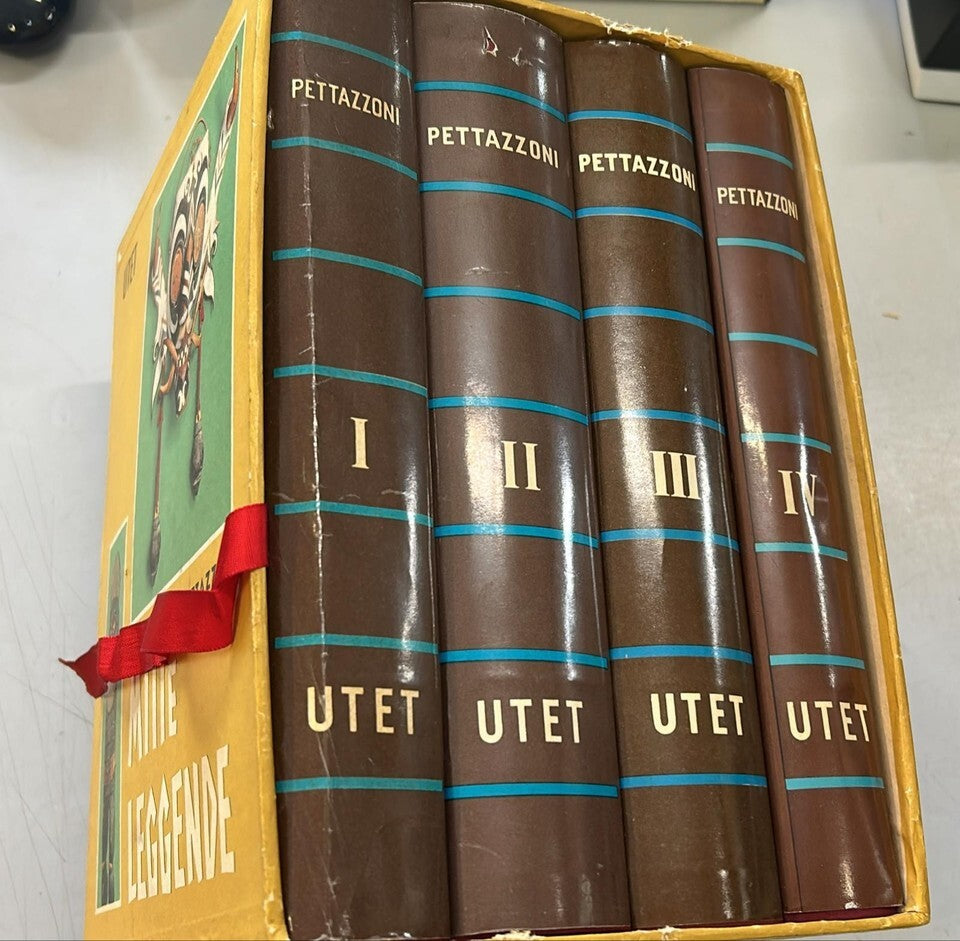 UTET
MITI E
LEGGENDE
PETTAZZONI
I
UTET
PETTAZZONI
II
UTET
PETTAZZONI
III
UTET
PETTAZZONI
IV
UTET